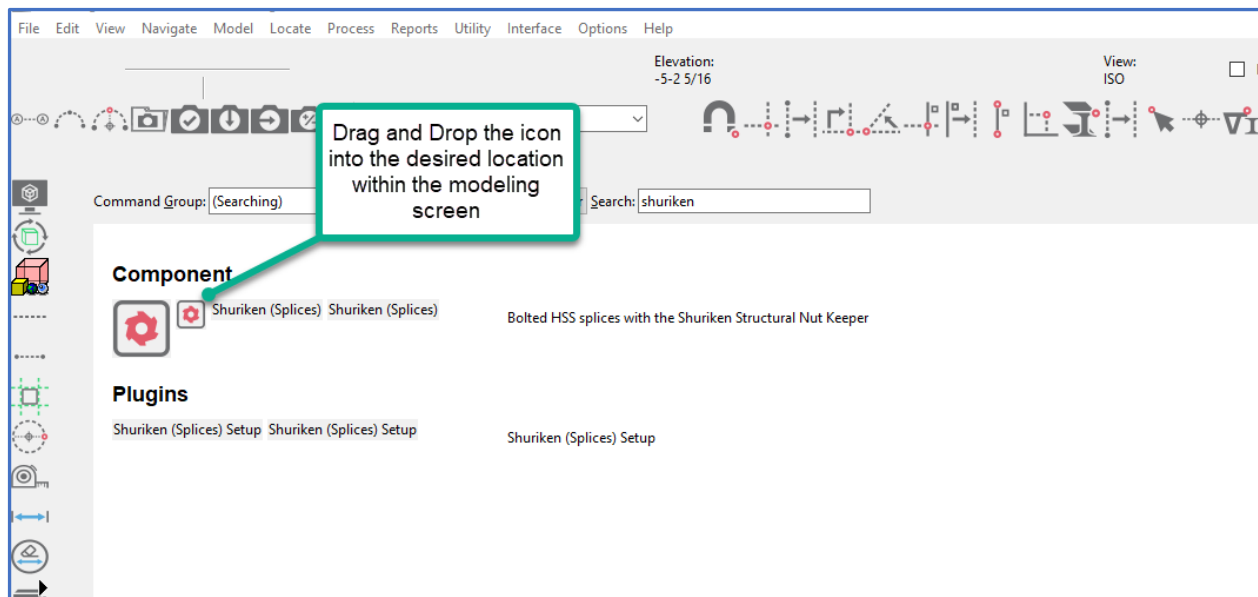 File Edit View Navigate Model Locate Process Reports Utility Interface Options Help
Elevation:
-5-2 5/16
View:
ISO
Drag and Drop the icon
into the desired location
within the modeling
screen
Command Group: (Searching)
Search: shuriken
Component
Shuriken (Splices) Shuriken (Splices)
Bolted HSS splices with the Shuriken Structural Nut Keeper
Plugins
Shuriken (Splices) Setup Shuriken (Splices) Setup
Shuriken (Splices) Setup